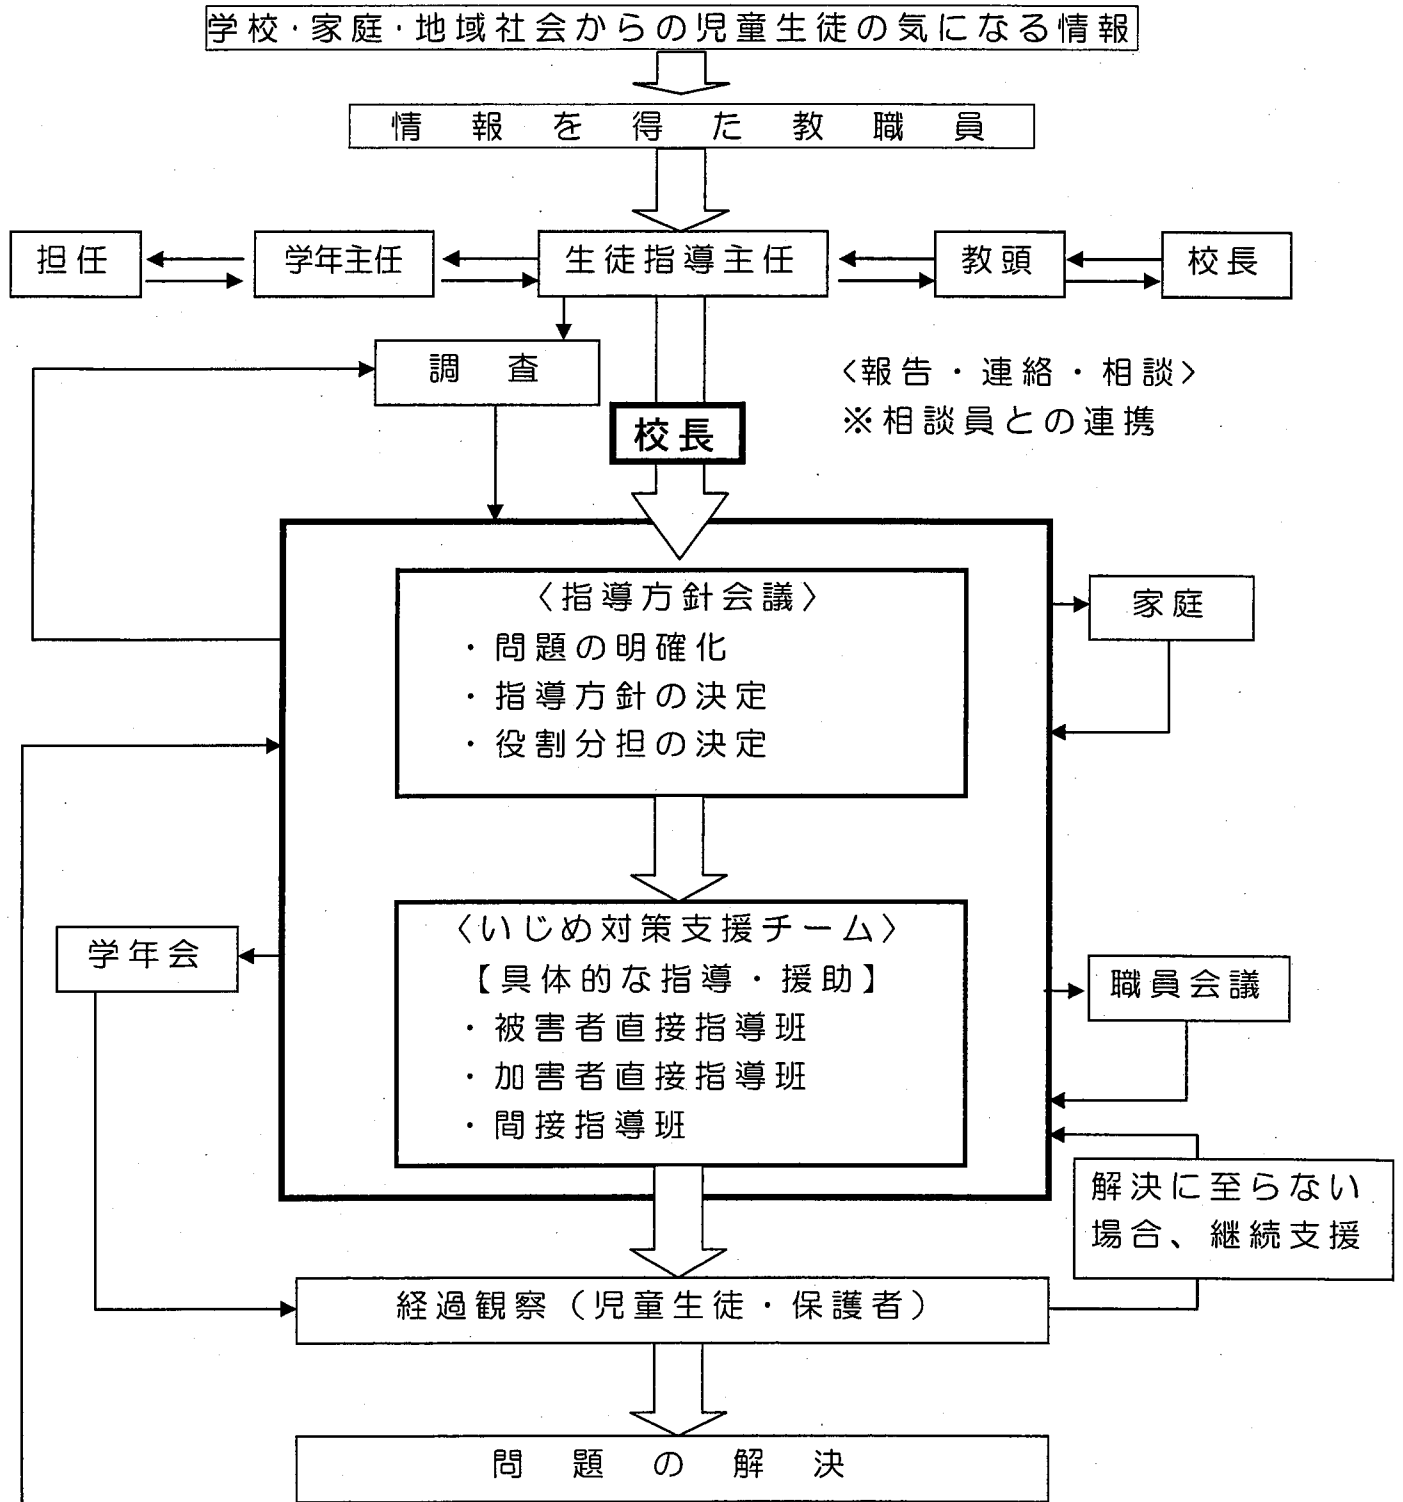 学校・家庭・地域社会からの児童生徒の気になる情報
情報を得た教職員
担任
学年主任
生徒指導主任
教頭
校長
調査
〈報告・連絡・相談〉
※相談員との連携
校長
〈指導方針会議〉
・問題の明確化
・指導方針の決定
・役割分担の決定
家庭
〈いじめ対策支援チーム〉
【具体的な指導・援助】
・被害者直接指導班
・加害者直接指導班
・間接指導班
学年会
職員会議
解決に至らない
場合、継続支援
経過観察（児童生徒・保護者）
問題の解決